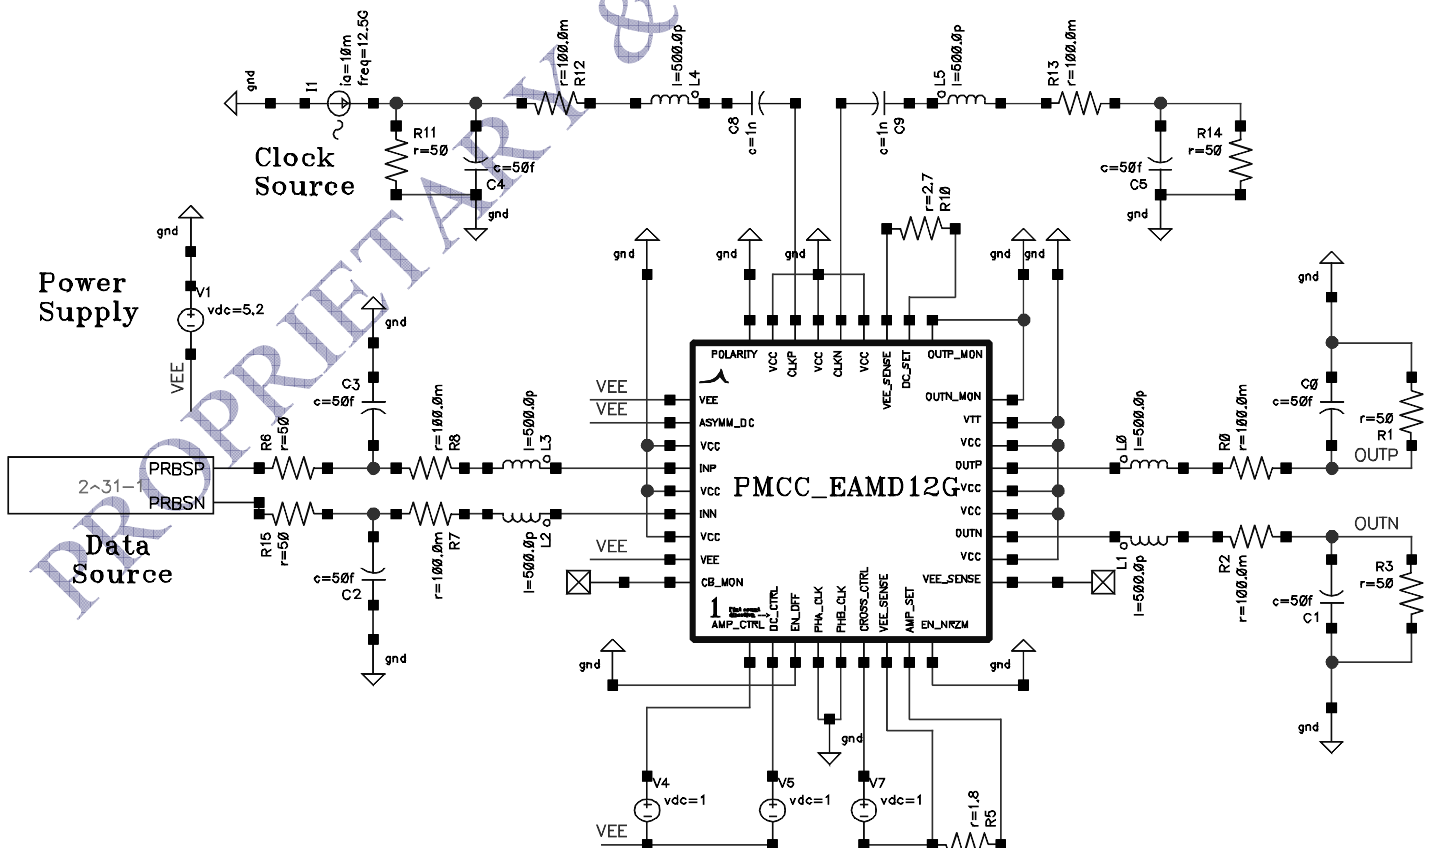 PROPRIETARY &
gnd
I1
ia=10m
freq=12.5G
r=100.0m
R12
l=500.0p
L4
C8
c=1n
c=1n
C9
L5
l=500.0p
R13
r=100.0m
R11
r=50
c=50f
C4
gnd
Clock
Source
r=2.7
R10
c=50f
C5
gnd
R14
r=50
gnd
Power
Supply
V1
vdc=5.2
VEE
gnd
gnd
gnd
gnd
gnd
gnd
gnd
C3
c=50f
POLARITY
VCC
CLKP
VCC
CLKN
VCC
VEE_SENSE
DC_SET
OUTP_MON
VEE
VEE
VEE
ASYMM_DC
VCC
INP
VCC
INN
VCC
VEE
CB_MON
VEE
OUTN_MON
VTT
VCC
OUTP
VCC
VCC
OUTN
VCC
VEE_SENSE
PMCC_EAMD12G
C0
c=50f
r=50
R1
OUTP
R6
r=50
r=100.0m
R8
l=500.0p
L3
L0
l=500.0p
R0
r=100.0m
PRBSP
2^31-1
PRBSN
Data
Source
R15
r=50
r=100.0m
R7
l=500.0p
L2
L1
l=500.0p
R2
r=100.0m
OUTN
R3
r=50
c=50f
C1
gnd
c=50f
C2
gnd
1
AMP_CTRL
DC_CTRL
EN_OFF
PHA_CLK
PHB_CLK
CROSS_CTRL
VEE_SENSE
AMP_SET
EN_NRZM
gnd
gnd
gnd
V4
vdc=1
V5
vdc=1
V7
vdc=1
r=1.8
R5
VEE